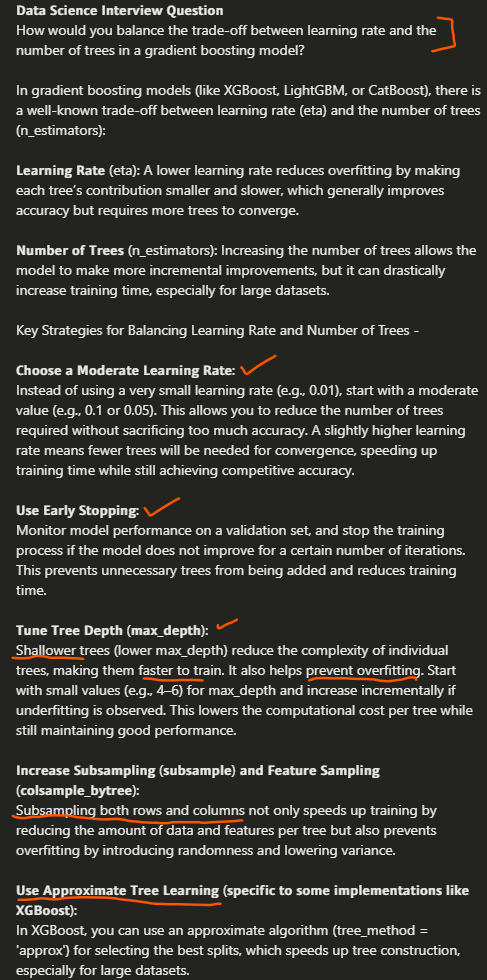 Data Science Interview Question
How would you balance the trade-off between learning rate and the
number of trees in a gradient boosting model?
In gradient boosting models (like XGBoost, LightGBM, or CatBoost), there is
a well-known trade-off between learning rate (eta) and the number of trees
(n_estimators):
Learning Rate (eta): A lower learning rate reduces overfitting by making
each tree's contribution smaller and slower, which generally improves
accuracy but requires more trees to converge.
Number of Trees (n_estimators): Increasing the number of trees allows the
model to make more incremental improvements, but it can drastically
increase training time, especially for large datasets.
Key Strategies for Balancing Learning Rate and Number of Trees -
Choose a Moderate Learning Rate:
Instead of using a very small learning rate (e.g., 0.01), start with a moderate
value (e.g., 0.1 or 0.05). This allows you to reduce the number of trees
required without sacrificing too much accuracy. A slightly higher learning
rate means fewer trees will be needed for convergence, speeding up
training time while still achieving competitive accuracy.
Use Early Stopping:
Monitor model performance on a validation set, and stop the training
process if the model does not improve for a certain number of iterations.
This prevents unnecessary trees from being added and reduces training
time.
Tune Tree Depth (max_depth):
Shallower trees (lower max_depth) reduce the complexity of individual
trees, making them faster to train. It also helps prevent overfitting. Start
with small values (e.g., 4–6) for max_depth and increase incrementally if
underfitting is observed. This lowers the computational cost per tree while
still maintaining good performance.
Increase Subsampling (subsample) and Feature Sampling
(colsample_bytree):
Subsampling both rows and columns not only speeds up training by
reducing the amount of data and features per tree but also prevents
overfitting by introducing randomness and lowering variance.
Use Approximate Tree Learning (specific to some implementations like
XGBoost):
In XGBoost, you can use an approximate algorithm (tree_method =
'approx') for selecting the best splits, which speeds up tree construction,
especially for large datasets.